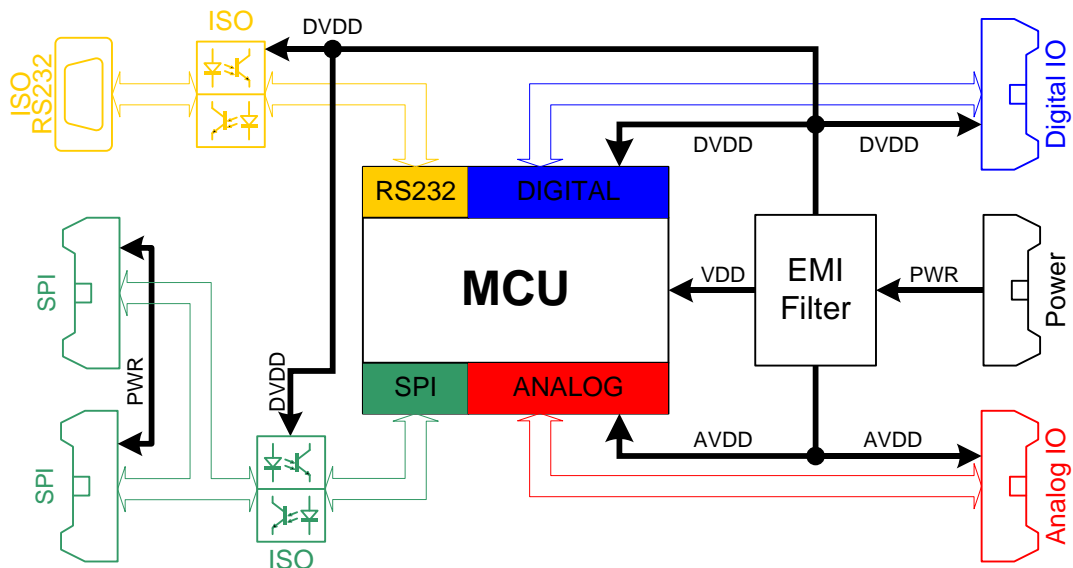 ISO
DVDD
ISO
RS232
Digital IO
DVDD
DVDD
RS232
DIGITAL
SPI
MCU
VDD
EMI
Filter
PWR
Power
PWR
DVDD
SPI
ANALOG
SPI
AVDD
AVDD
Analog IO
ISO